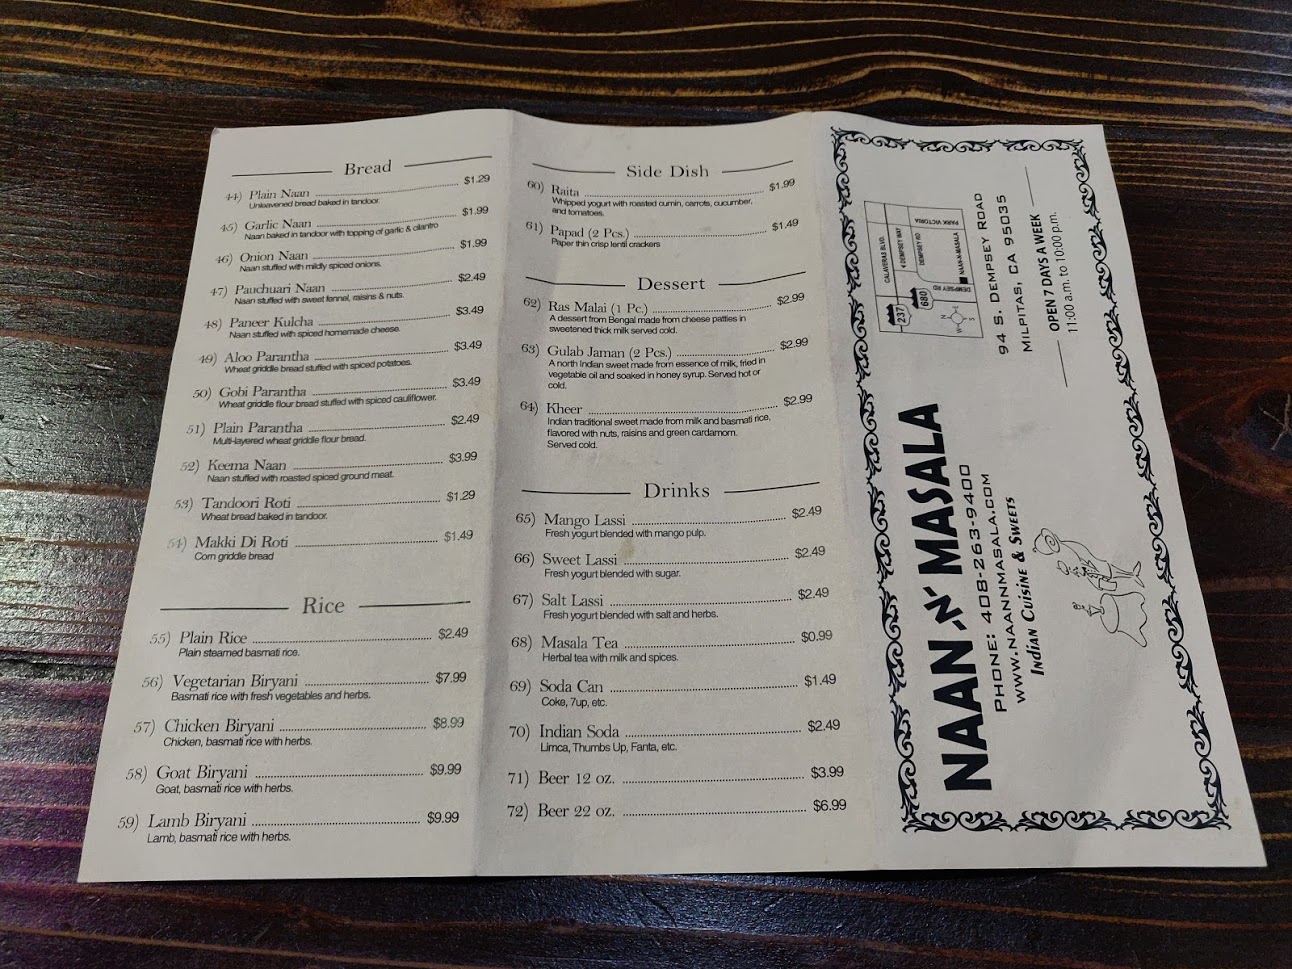 Bread
44) Plain Naan $1.29
Unleavened bread baked in tandoor.
45) Garlic Naan $1.99
Naan baked in tandoor with topping of garlic & cilantro
46) Onion Naan $1.99
Naan stuffed with mildly spiced onions.
47) Pauchuari Naan $2.49
Naan stuffed with sweet fennel, raisins & nuts.
48) Paneer Kulcha $3.49
Naan stuffed with spiced homemade cheese.
49) Aloo Parantha $3.49
Wheat griddle bread stuffed with spiced potatoes.
50) Gobi Parantha $3.49
Wheat griddle flour bread stuffed with spiced cauliflower.
51) Plain Parantha $2.49
Multi-layered wheat griddle flour bread.
52) Keema Naan $3.99
Naan stuffed with roasted spiced ground meat.
53) Tandoori Roti $1.29
Wheat bread baked in tandoor.
54) Makki Di Roti $1.49
Corn griddle bread
Rice
55) Plain Rice $2.49
Plain steamed basmati rice.
56) Vegetarian Biryani $7.99
Basmati rice with fresh vegetables and herbs.
57) Chicken Biryani $8.99
Chicken, basmati rice with herbs.
58) Goat Biryani $9.99
Goat, basmati rice with herbs.
59) Lamb Biryani $9.99
Lamb, basmati rice with herbs.
Side Dish
60) Raita $1.99
Whipped yogurt with roasted cumin, carrots, cucumber,
and tomatoes.
61) Papad (2 Pcs.) $1.49
Paper thin crisp lentil crackers
Dessert
62) Ras Malai (1 Pc.) $2.99
A dessert from Bengal made from cheese patties in
sweetened thick milk served cold.
63) Gulab Jaman (2 Pcs.) $2.99
A north Indian sweet made from essence of milk, fried in
vegetable oil and soaked in honey syrup. Served hot or
cold.
64) Kheer $2.99
Indian traditional sweet made from milk and basmati rice,
flavored with nuts, raisins and green cardamom.
Served cold.
Drinks
65) Mango Lassi $2.49
Fresh yogurt blended with mango pulp.
66) Sweet Lassi $2.49
Fresh yogurt blended with sugar.
67) Salt Lassi $2.49
Fresh yogurt blended with salt and herbs.
68) Masala Tea $0.99
Herbal tea with milk and spices.
69) Soda Can $1.49
Coke, 7up, etc.
70) Indian Soda $2.49
Limca, Thumbs Up, Fanta, etc.
71) Beer 12 oz. $3.99
72) Beer 22 oz. $6.99
NAAN N' MASALA
PHONE: 408-263-9400
WWW.NAANNMASALA.COM
Indian Cuisine & Sweets
CALAVERAS BLVD.
DEMPSEY WAY
DEMPSEY RD
PARK VICTORIA
NAAN-N-MASALA
DEMPSEY RD
237
680
N
S
W
94 S. DEMPSEY ROAD
MILPITAS, CA 95035
OPEN 7 DAYS A WEEK
11:00 a.m. to 10:00 p.m.